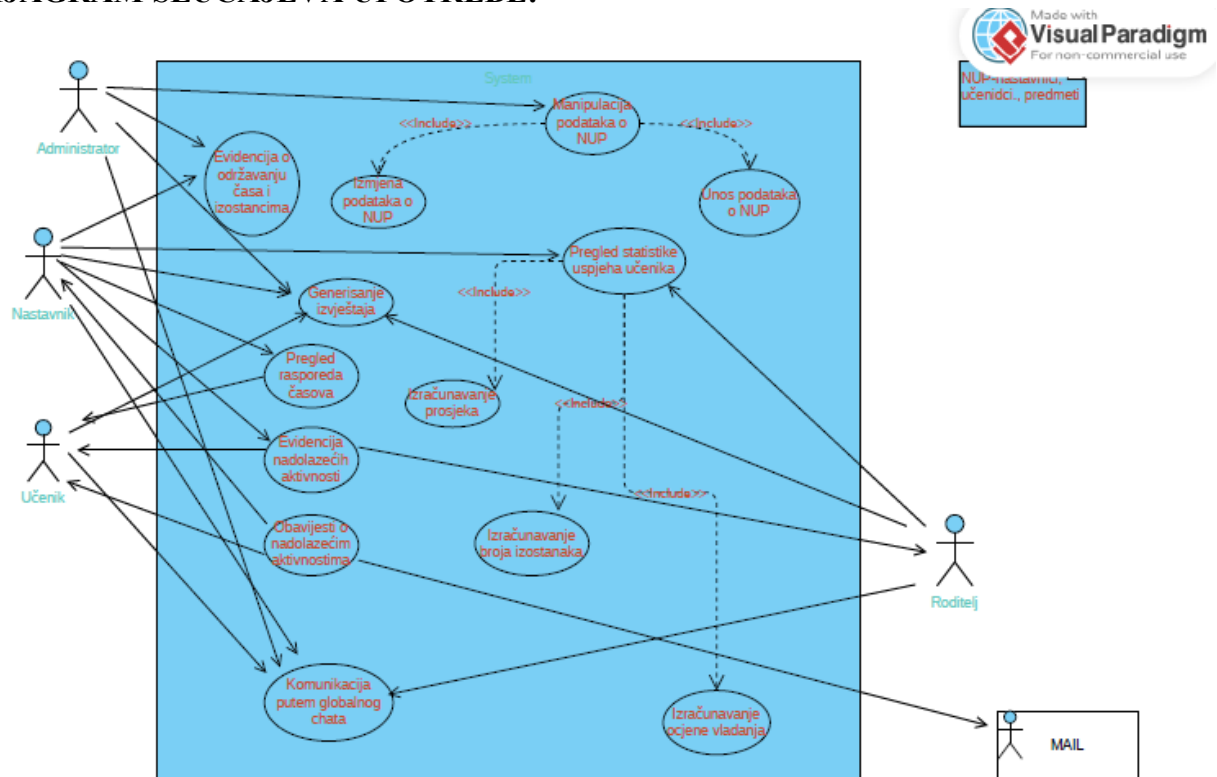 DIJAGRAM SLUČAJEVA UPOTREBE:
Made with
Visual Paradigm
For non-commercial use
System
NUP-nastavnici,
učenidci., predmeti
Administrator
Manipulacija
podataka o
NUP
<<Include>>
<<Include>>
Evidencija o
održavanju
časa i
izostancima
Izmjena
podataka o
NUP
Unos podataka
o NUP
Nastavnik
Pregled statistike
uspjeha učenika
<<Include>>
Generisanje
izvještaja
Pregled
rasporeda
časova
Izračunavanje
prosjeka
<<Include>>
Učenik
Evidencija
nadolazećih
aktivnosti
<<Include>>
Obavijesti o
nadolazećim
aktivnostima
Izračunavanje
broja izostanaka
Roditelj
Komunikacija
putem globalnog
chata
Izračunavanje
ocjene vladanja
MAIL